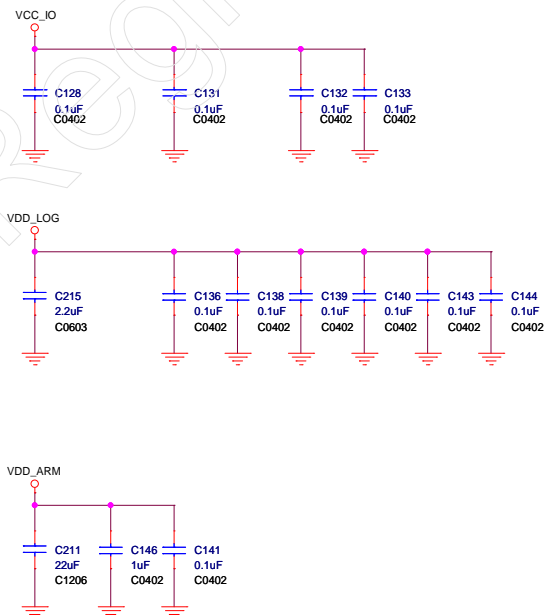 VCC_IO
C128 C131 C132 C133
0.1uF 0.1uF 0.1uF 0.1uF
C0402 C0402 C0402 C0402
VDD_LOG
C215 C136 C138 C139 C140 C143 C144
2.2uF 0.1uF 0.1uF 0.1uF 0.1uF 0.1uF 0.1uF
C0603 C0402 C0402 C0402 C0402 C0402 C0402
VDD_ARM
C211 C146 C141
22uF 1uF 0.1uF
C1206 C0402 C0402